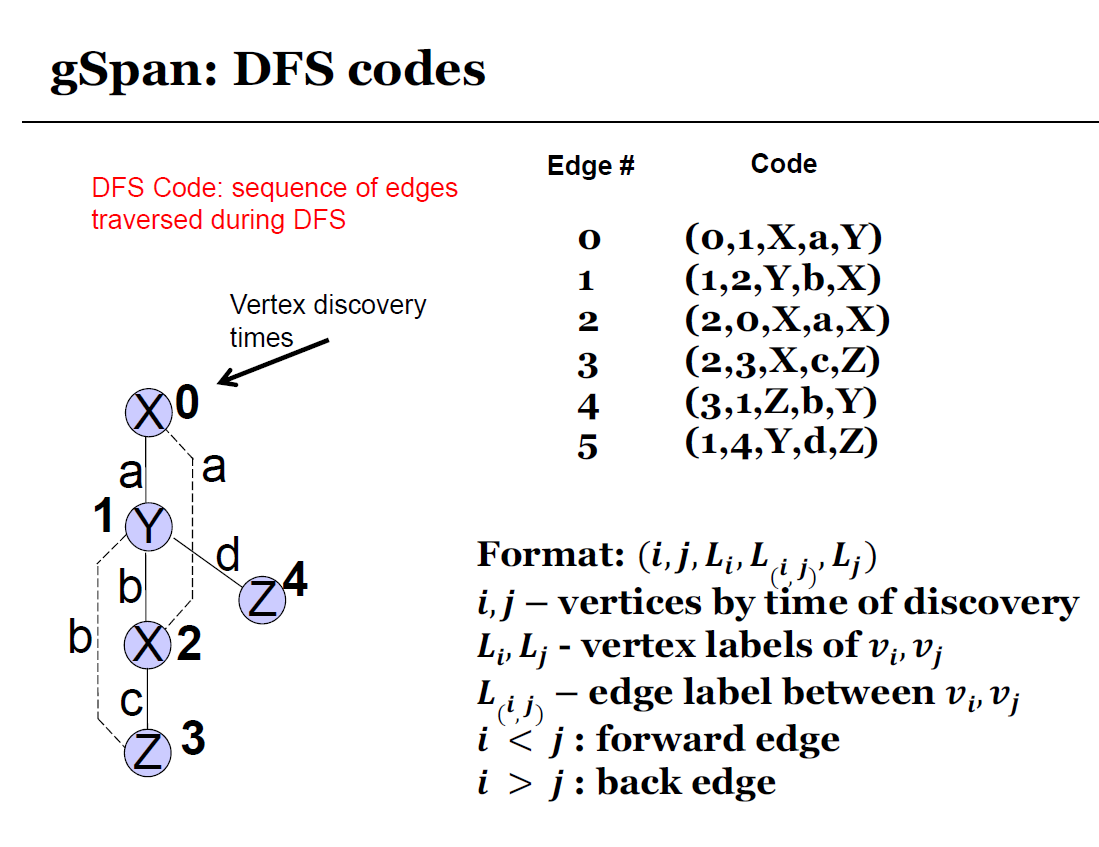 gSpan: DFS codes
DFS Code: sequence of edges
traversed during DFS
Vertex discovery
times
X 0
a
a
1 Y
d
Z 4
b
b
X 2
c
Z 3
Edge # Code
0 (0,1,X,a,Y)
1 (1,2,Y,b,X)
2 (2,0,X,a,X)
3 (2,3,X,c,Z)
4 (3,1,Z,b,Y)
5 (1,4,Y,d,Z)
Format: (i, j, L_i, L_(i,j), L_j)
i, j – vertices by time of discovery
L_i, L_j - vertex labels of v_i, v_j
L_(i,j) – edge label between v_i, v_j
i < j : forward edge
i > j : back edge